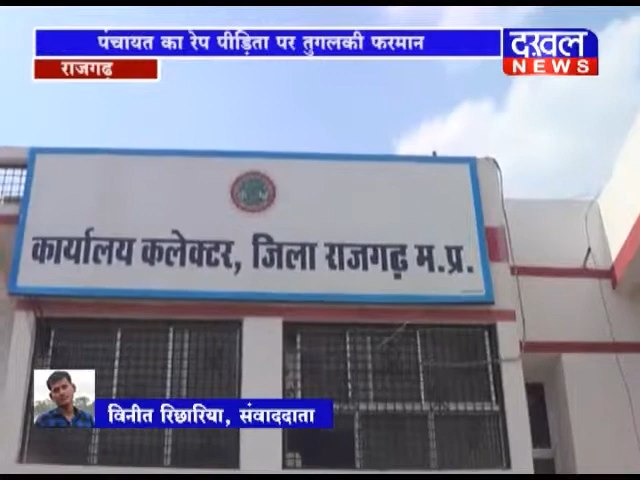 पंचायत का रेप पीड़िता पर तुगलकी फरमान
दखल
NEWS
राजगढ़
कार्यालय कलेक्टर, जिला राजगढ़ म.प्र.
विनीत रिछारिया, संवाददाता